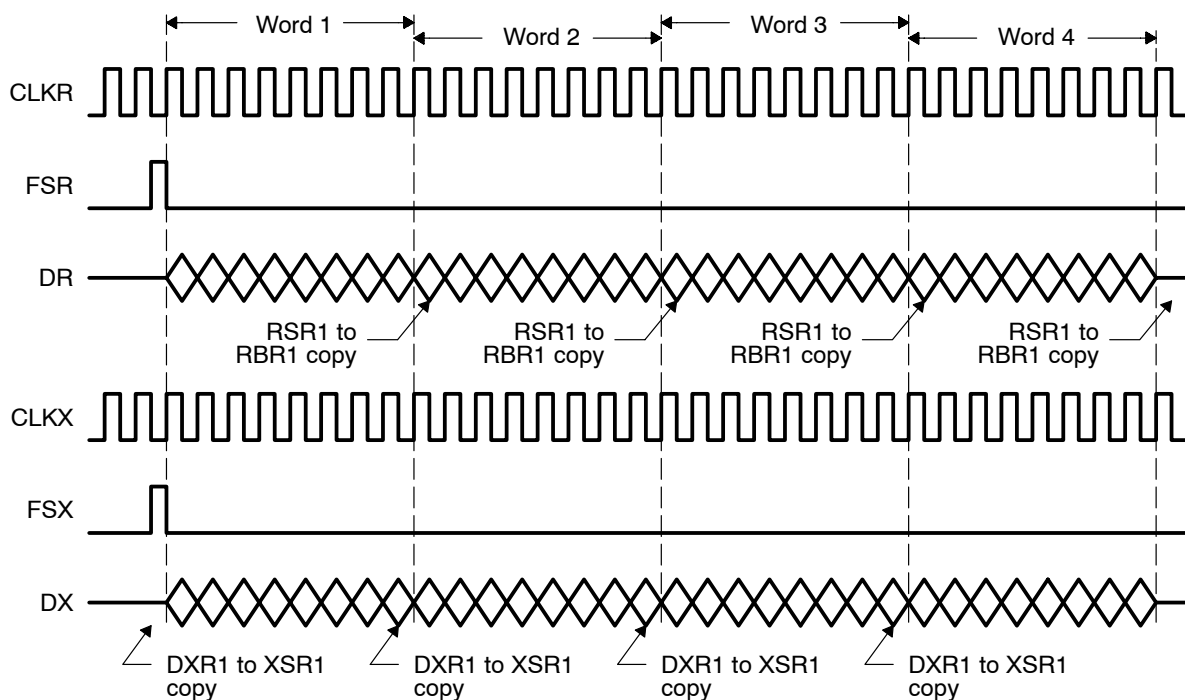 Word 1
Word 2
Word 3
Word 4
CLKR
FSR
DR
RSR1 to
RBR1 copy
RSR1 to
RBR1 copy
RSR1 to
RBR1 copy
RSR1 to
RBR1 copy
CLKX
FSX
DX
DXR1 to XSR1
copy
DXR1 to XSR1
copy
DXR1 to XSR1
copy
DXR1 to XSR1
copy